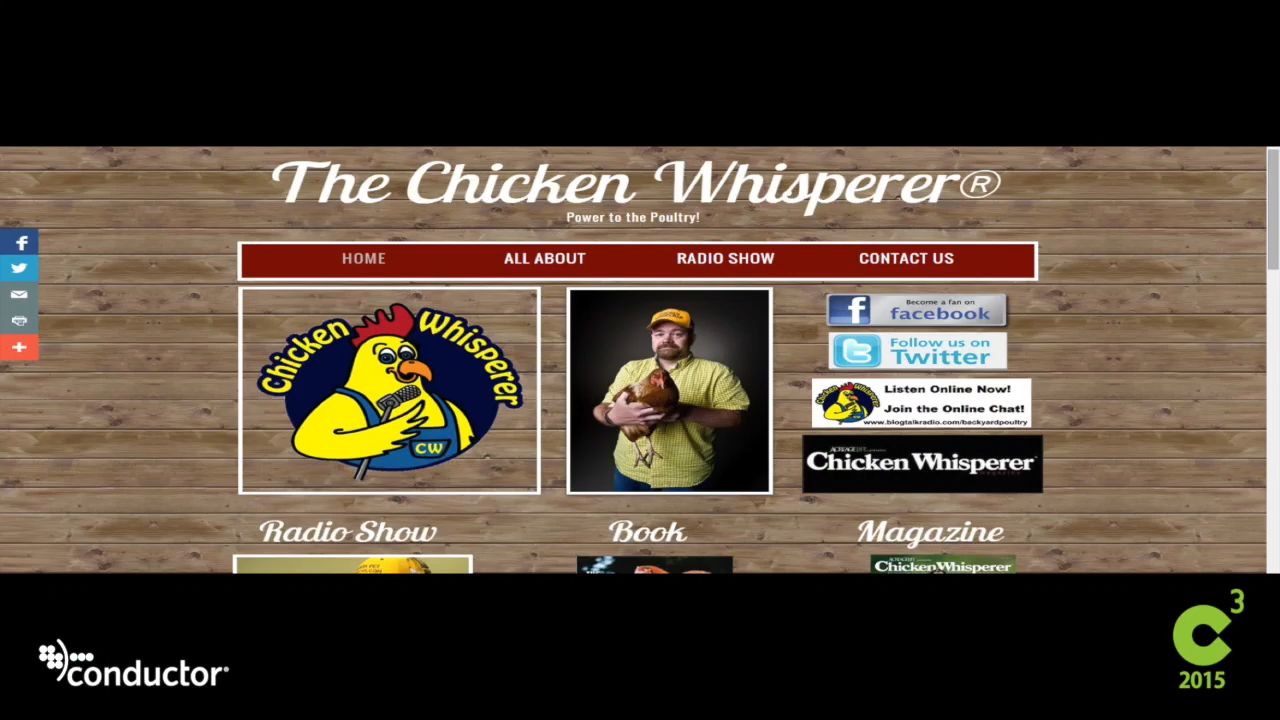 The Chicken Whisperer®
Power to the Poultry!
HOME
ALL ABOUT
RADIO SHOW
CONTACT US
Chicken Whisperer
CW
Become a fan on
facebook
Follow us on
Twitter
Listen Online Now!
Join the Online Chat!
www.blogtalkradio.com/backyardpoultry
Chicken Whisperer
Radio Show
Book
Magazine
Chicken Whisperer
conductor
C3
2015